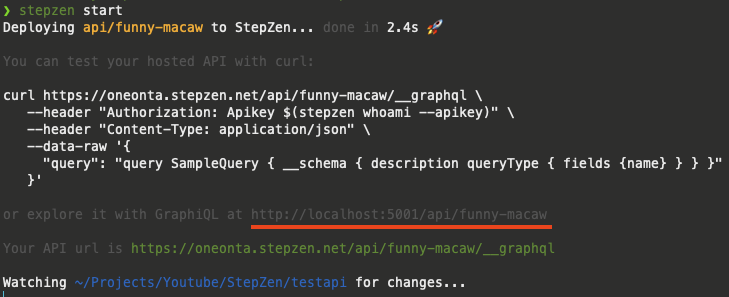 ❯ stepzen start
Deploying api/funny-macaw to StepZen... done in 2.4s 🚀
You can test your hosted API with curl:
curl https://oneonta.stepzen.net/api/funny-macaw/__graphql \
--header "Authorization: Apikey $(stepzen whoami --apikey)" \
--header "Content-Type: application/json" \
--data-raw '{
"query": "query SampleQuery { __schema { description queryType { fields {name} } } }"
}'
or explore it with GraphiQL at http://localhost:5001/api/funny-macaw
Your API url is https://oneonta.stepzen.net/api/funny-macaw/__graphql
Watching ~/Projects/Youtube/StepZen/testapi for changes...